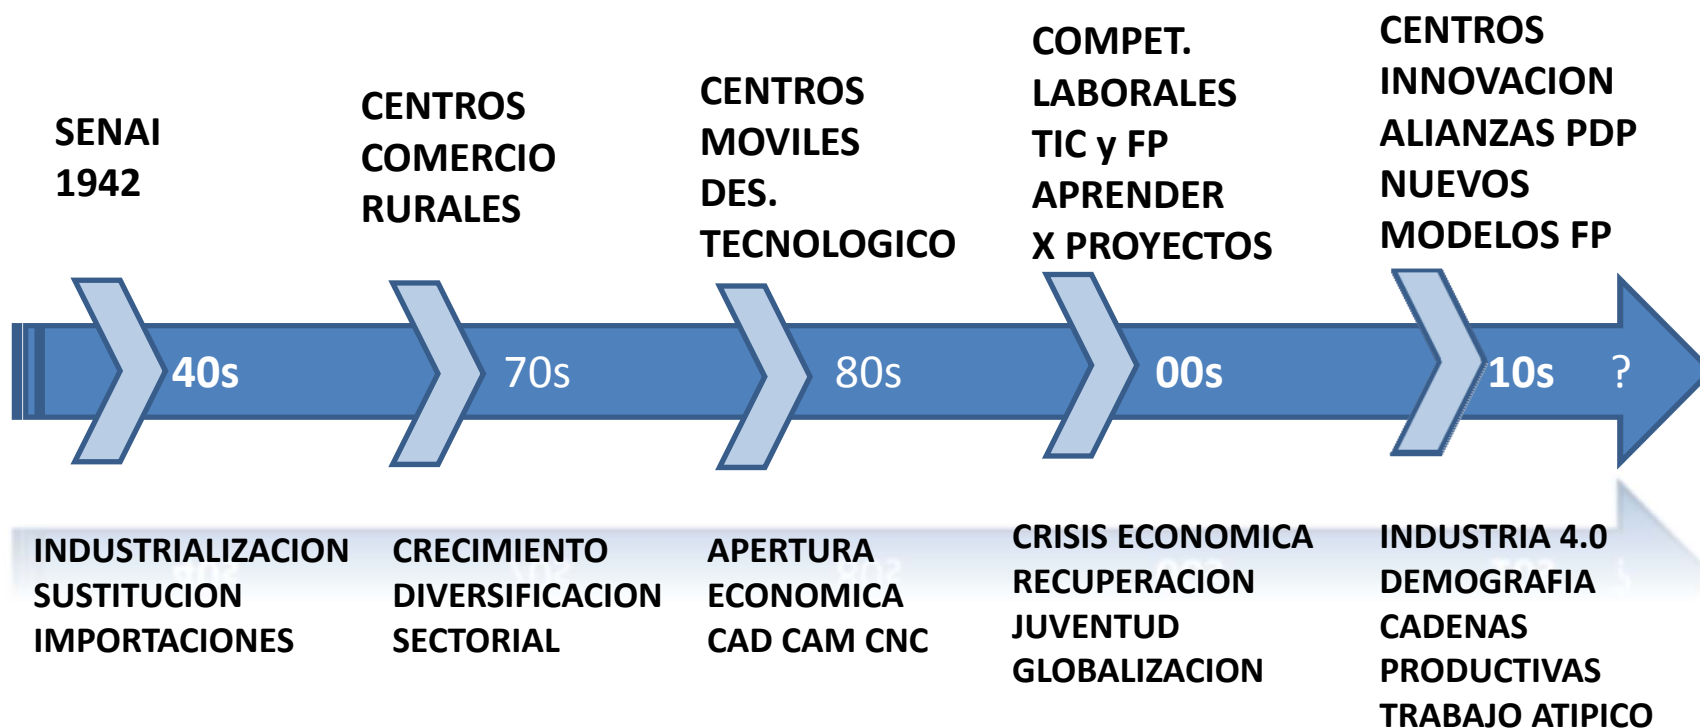 SENAI
1942
CENTROS
COMERCIO
RURALES
CENTROS
MOVILES
DES.
TECNOLOGICO
COMPET.
LABORALES
TIC y FP
APRENDER
X PROYECTOS
CENTROS
INNOVACION
ALIANZAS PDP
NUEVOS
MODELOS FP
40s
70s
80s
00s
10s
?
INDUSTRIALIZACION
SUSTITUCION
IMPORTACIONES
CRECIMIENTO
DIVERSIFICACION
SECTORIAL
APERTURA
ECONOMICA
CAD CAM CNC
CRISIS ECONOMICA
RECUPERACION
JUVENTUD
GLOBALIZACION
INDUSTRIA 4.0
DEMOGRAFIA
CADENAS
PRODUCTIVAS
TRABAJO ATIPICO